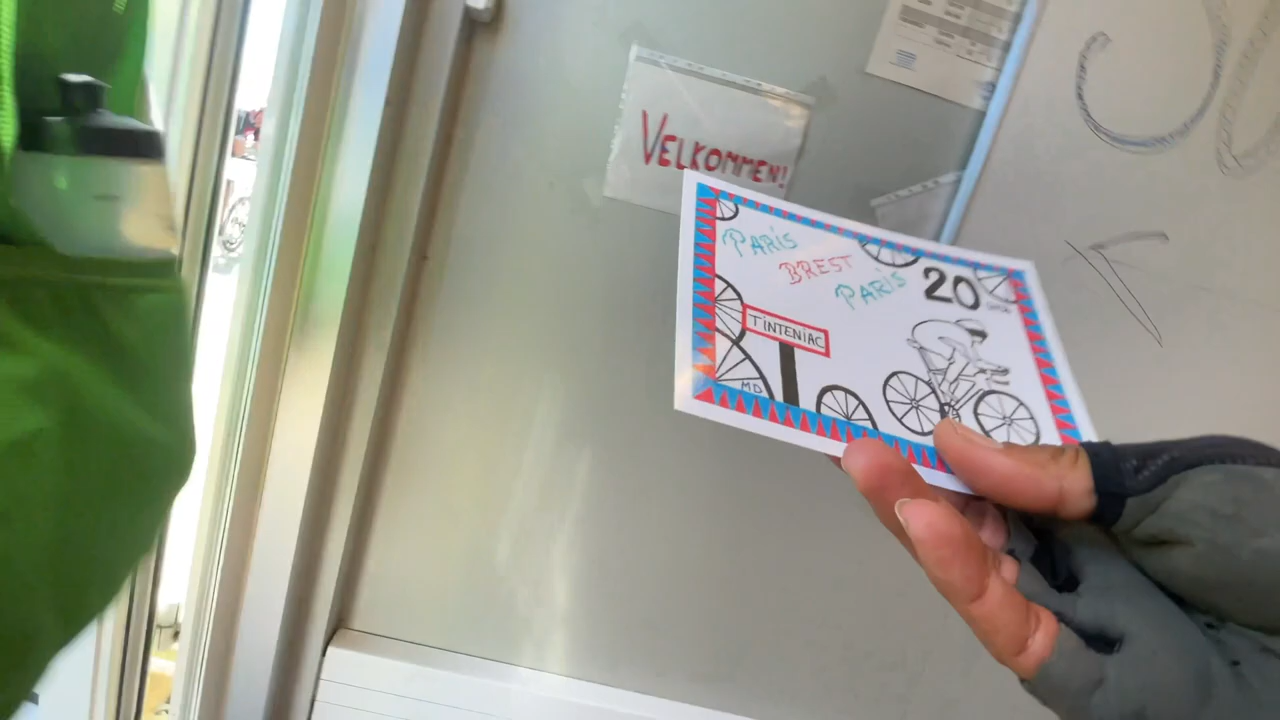 VELKOMMEN!
PARiS
BREST
PARiS
20
TiNTENiAC
MD